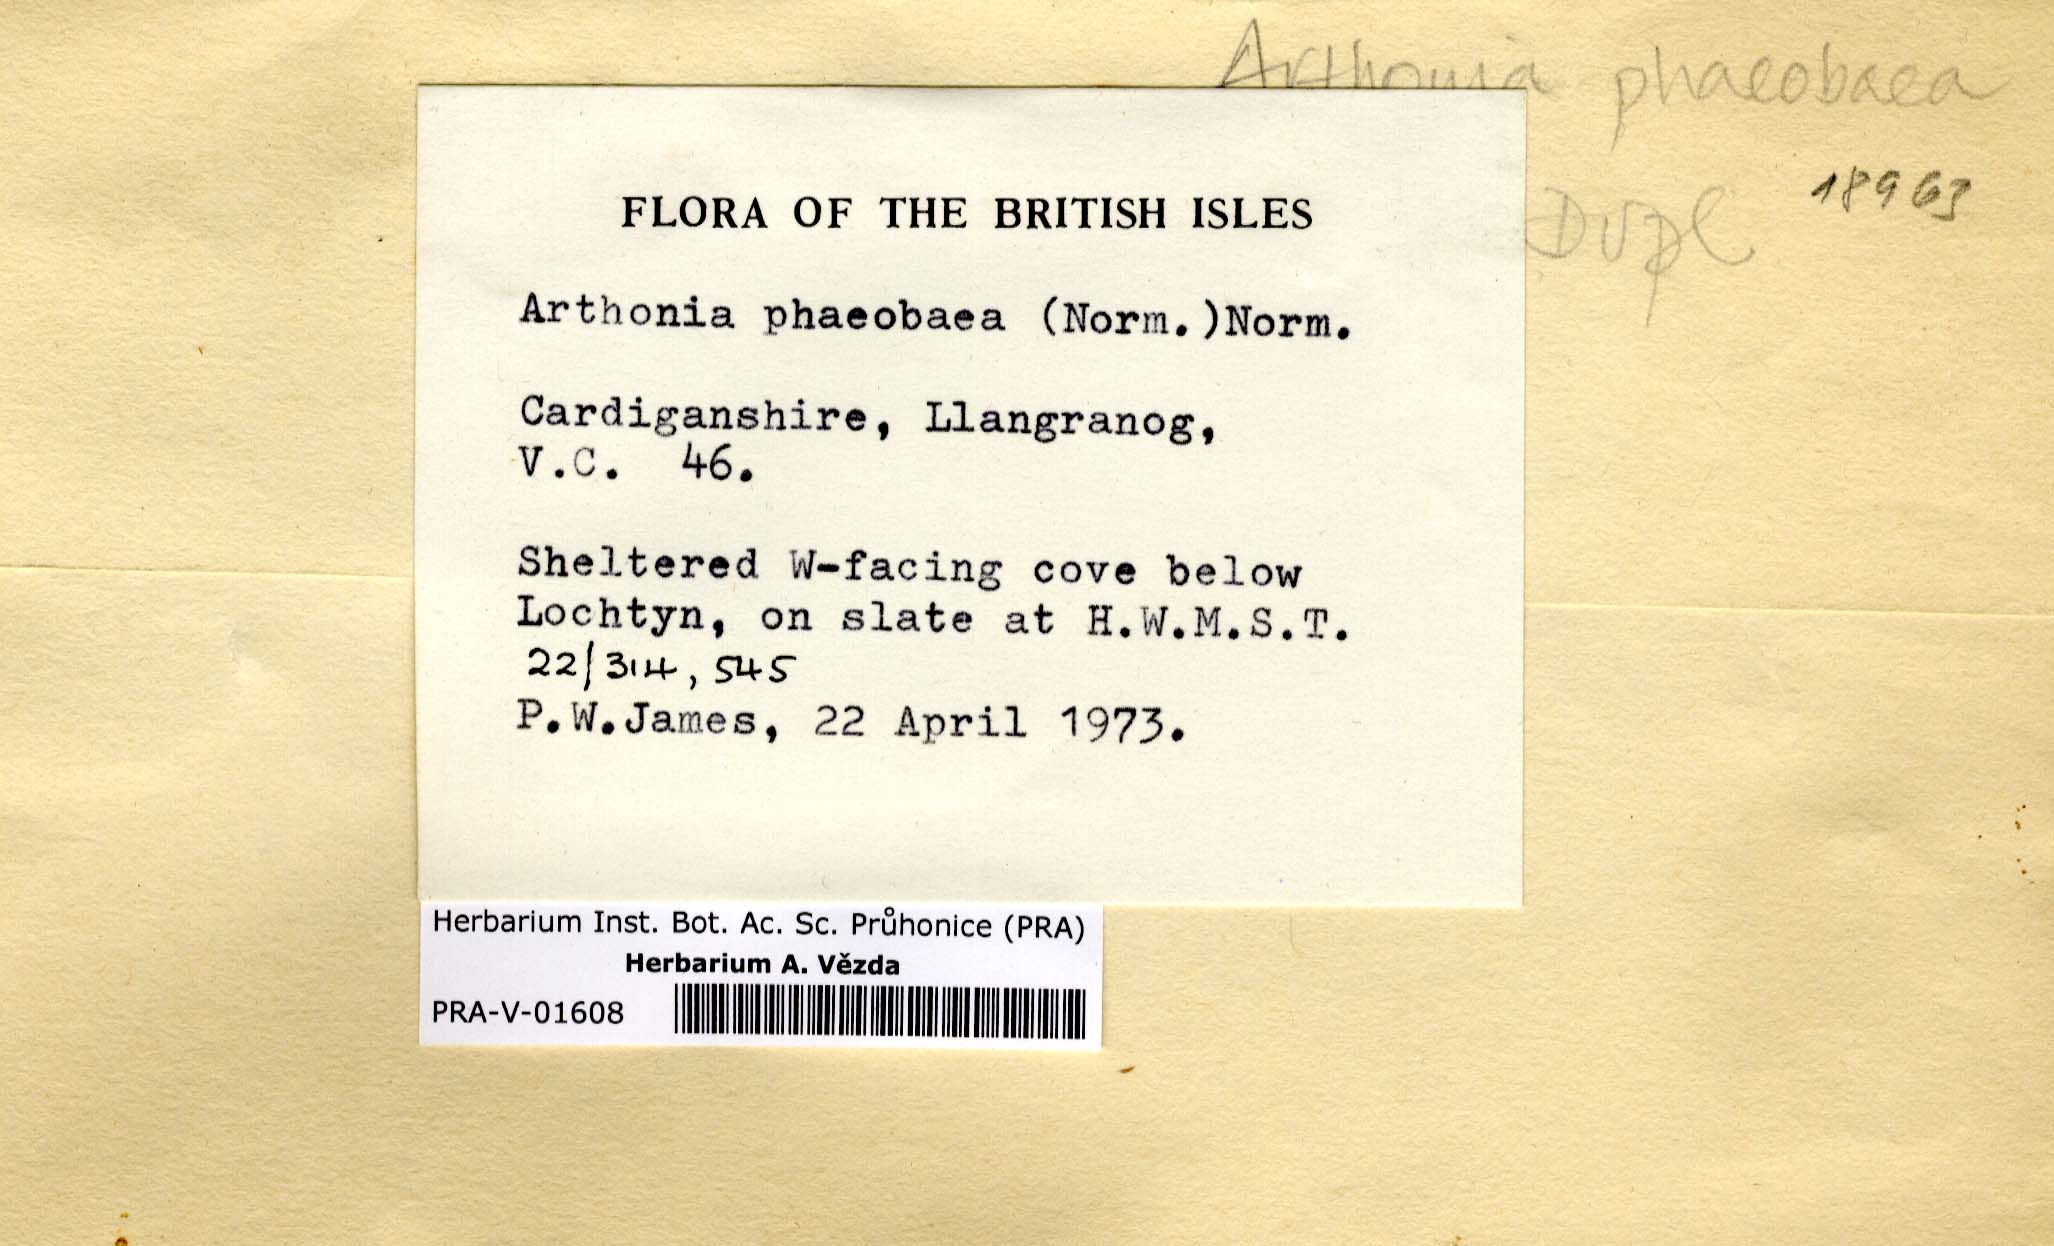 Arthonia phaeobaea
18963
Dupl
FLORA OF THE BRITISH ISLES
Arthonia phaeobaea (Norm.)Norm.
Cardiganshire, Llangranog,
V.C. 46.
Sheltered W-facing cove below
Lochtyn, on slate at H.W.M.S.T.
22/314, 545
P.W.James, 22 April 1973.
Herbarium Inst. Bot. Ac. Sc. Průhonice (PRA)
Herbarium A. Vězda
PRA-V-01608